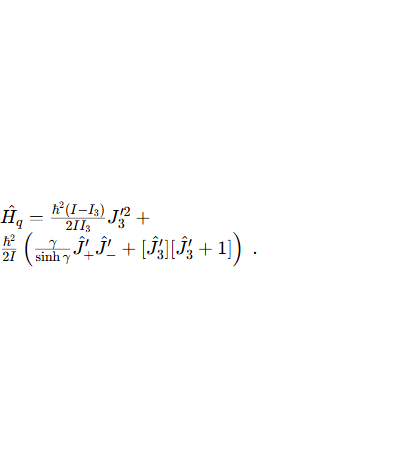 $\hat{H}_q = \frac{\hbar^2(I-I_3)}{2II_3} J_3'^2 +$
$\frac{\hbar^2}{2I} \left( \frac{\gamma}{\sinh \gamma} \hat{J}'_+ \hat{J}'_- + [\hat{J}'_3][\hat{J}'_3 + 1] \right) \, .$